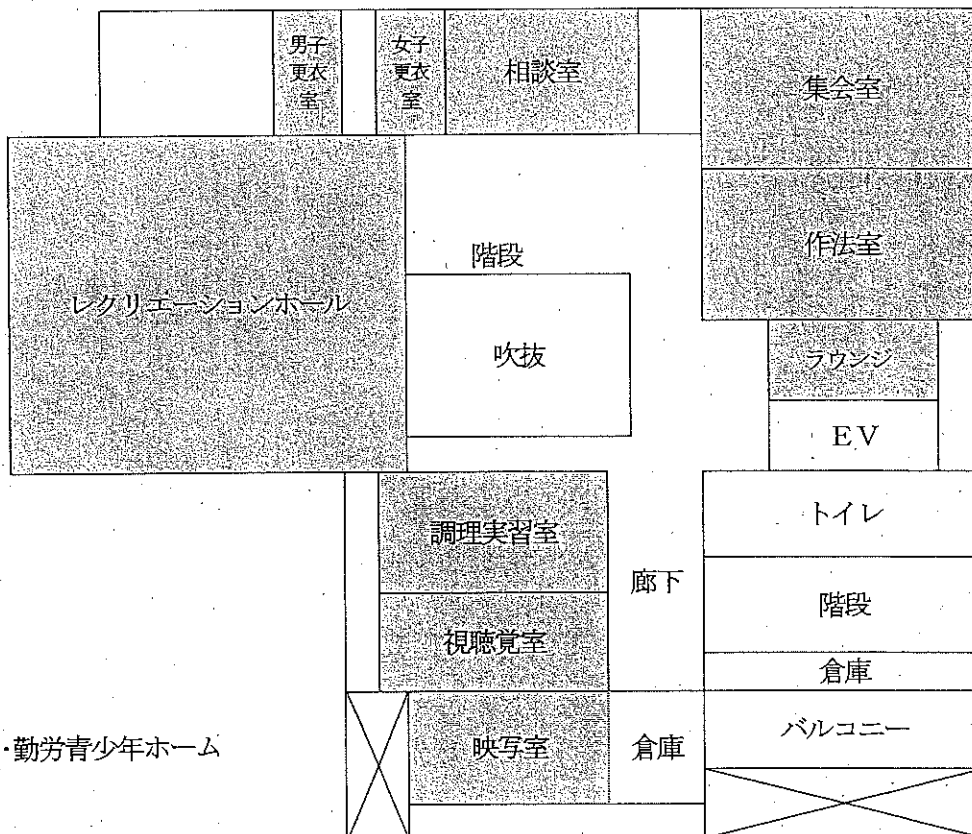 男子
更衣
室
女子
更衣
室
相談室
集会室
作法室
階段
レクリエーションホール
吹抜
ラウンジ
EV
トイレ
調理実習室
廊下
階段
視聴覚室
倉庫
バルコニー
・勤労青少年ホーム
映写室
倉庫